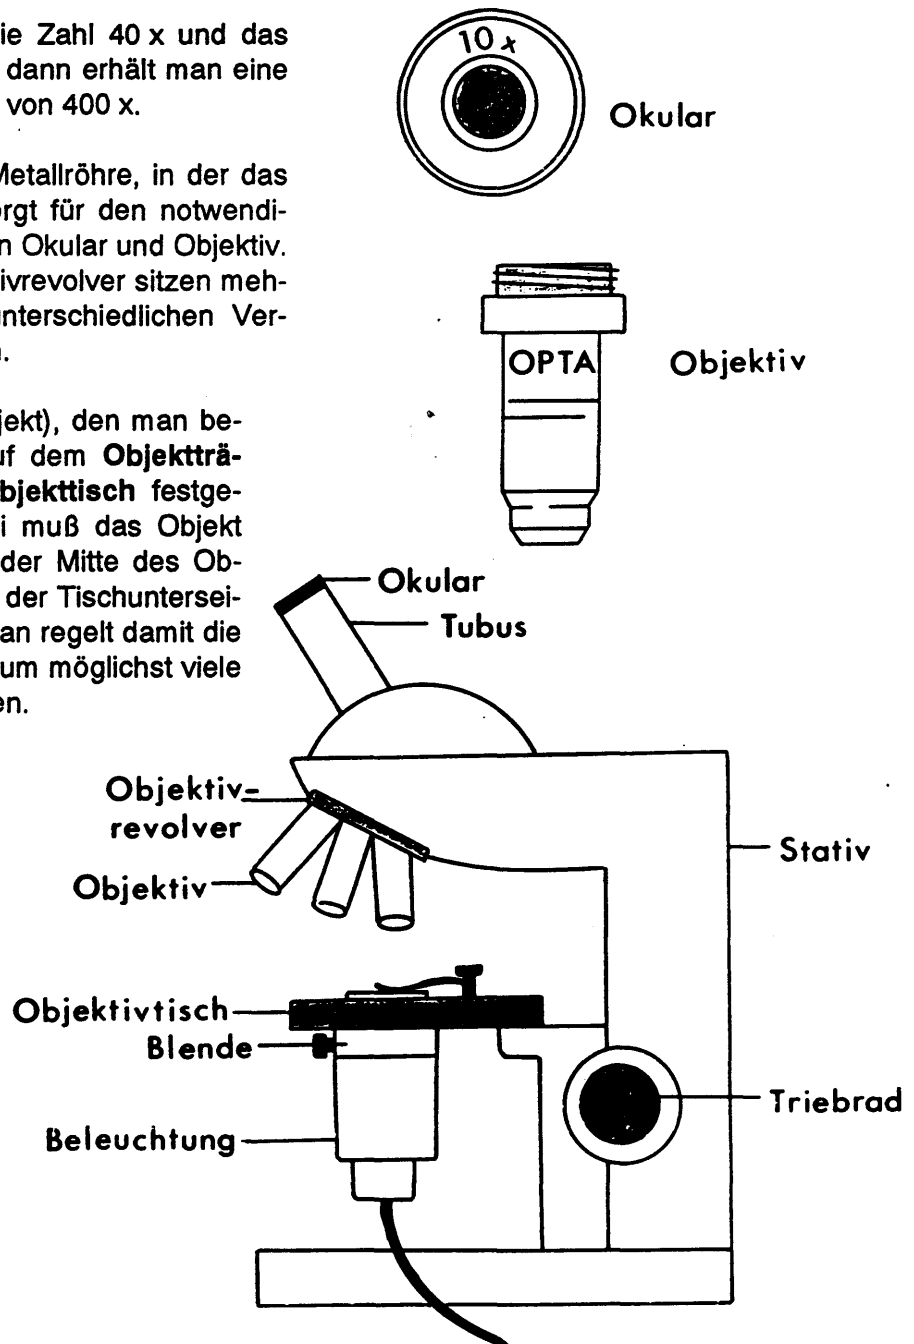 ie Zahl 40 x und das
dann erhält man eine
von 400 x.
Metallröhre, in der das
rgt für den notwendi-
n Okular und Objektiv.
ivrevolver sitzen meh-
unterschiedlichen Ver-
jekt), den man be-
uf dem Objektträ-
bjekttisch festge-
i muß das Objekt
der Mitte des Ob-
der Tischuntersei-
an regelt damit die
um möglichst viele
en.
10 x
Okular
OPTA
Objektiv
Okular
Tubus
Objektiv-
revolver
Objektiv
Stativ
Objektivtisch
Blende
Triebrad
Beleuchtung